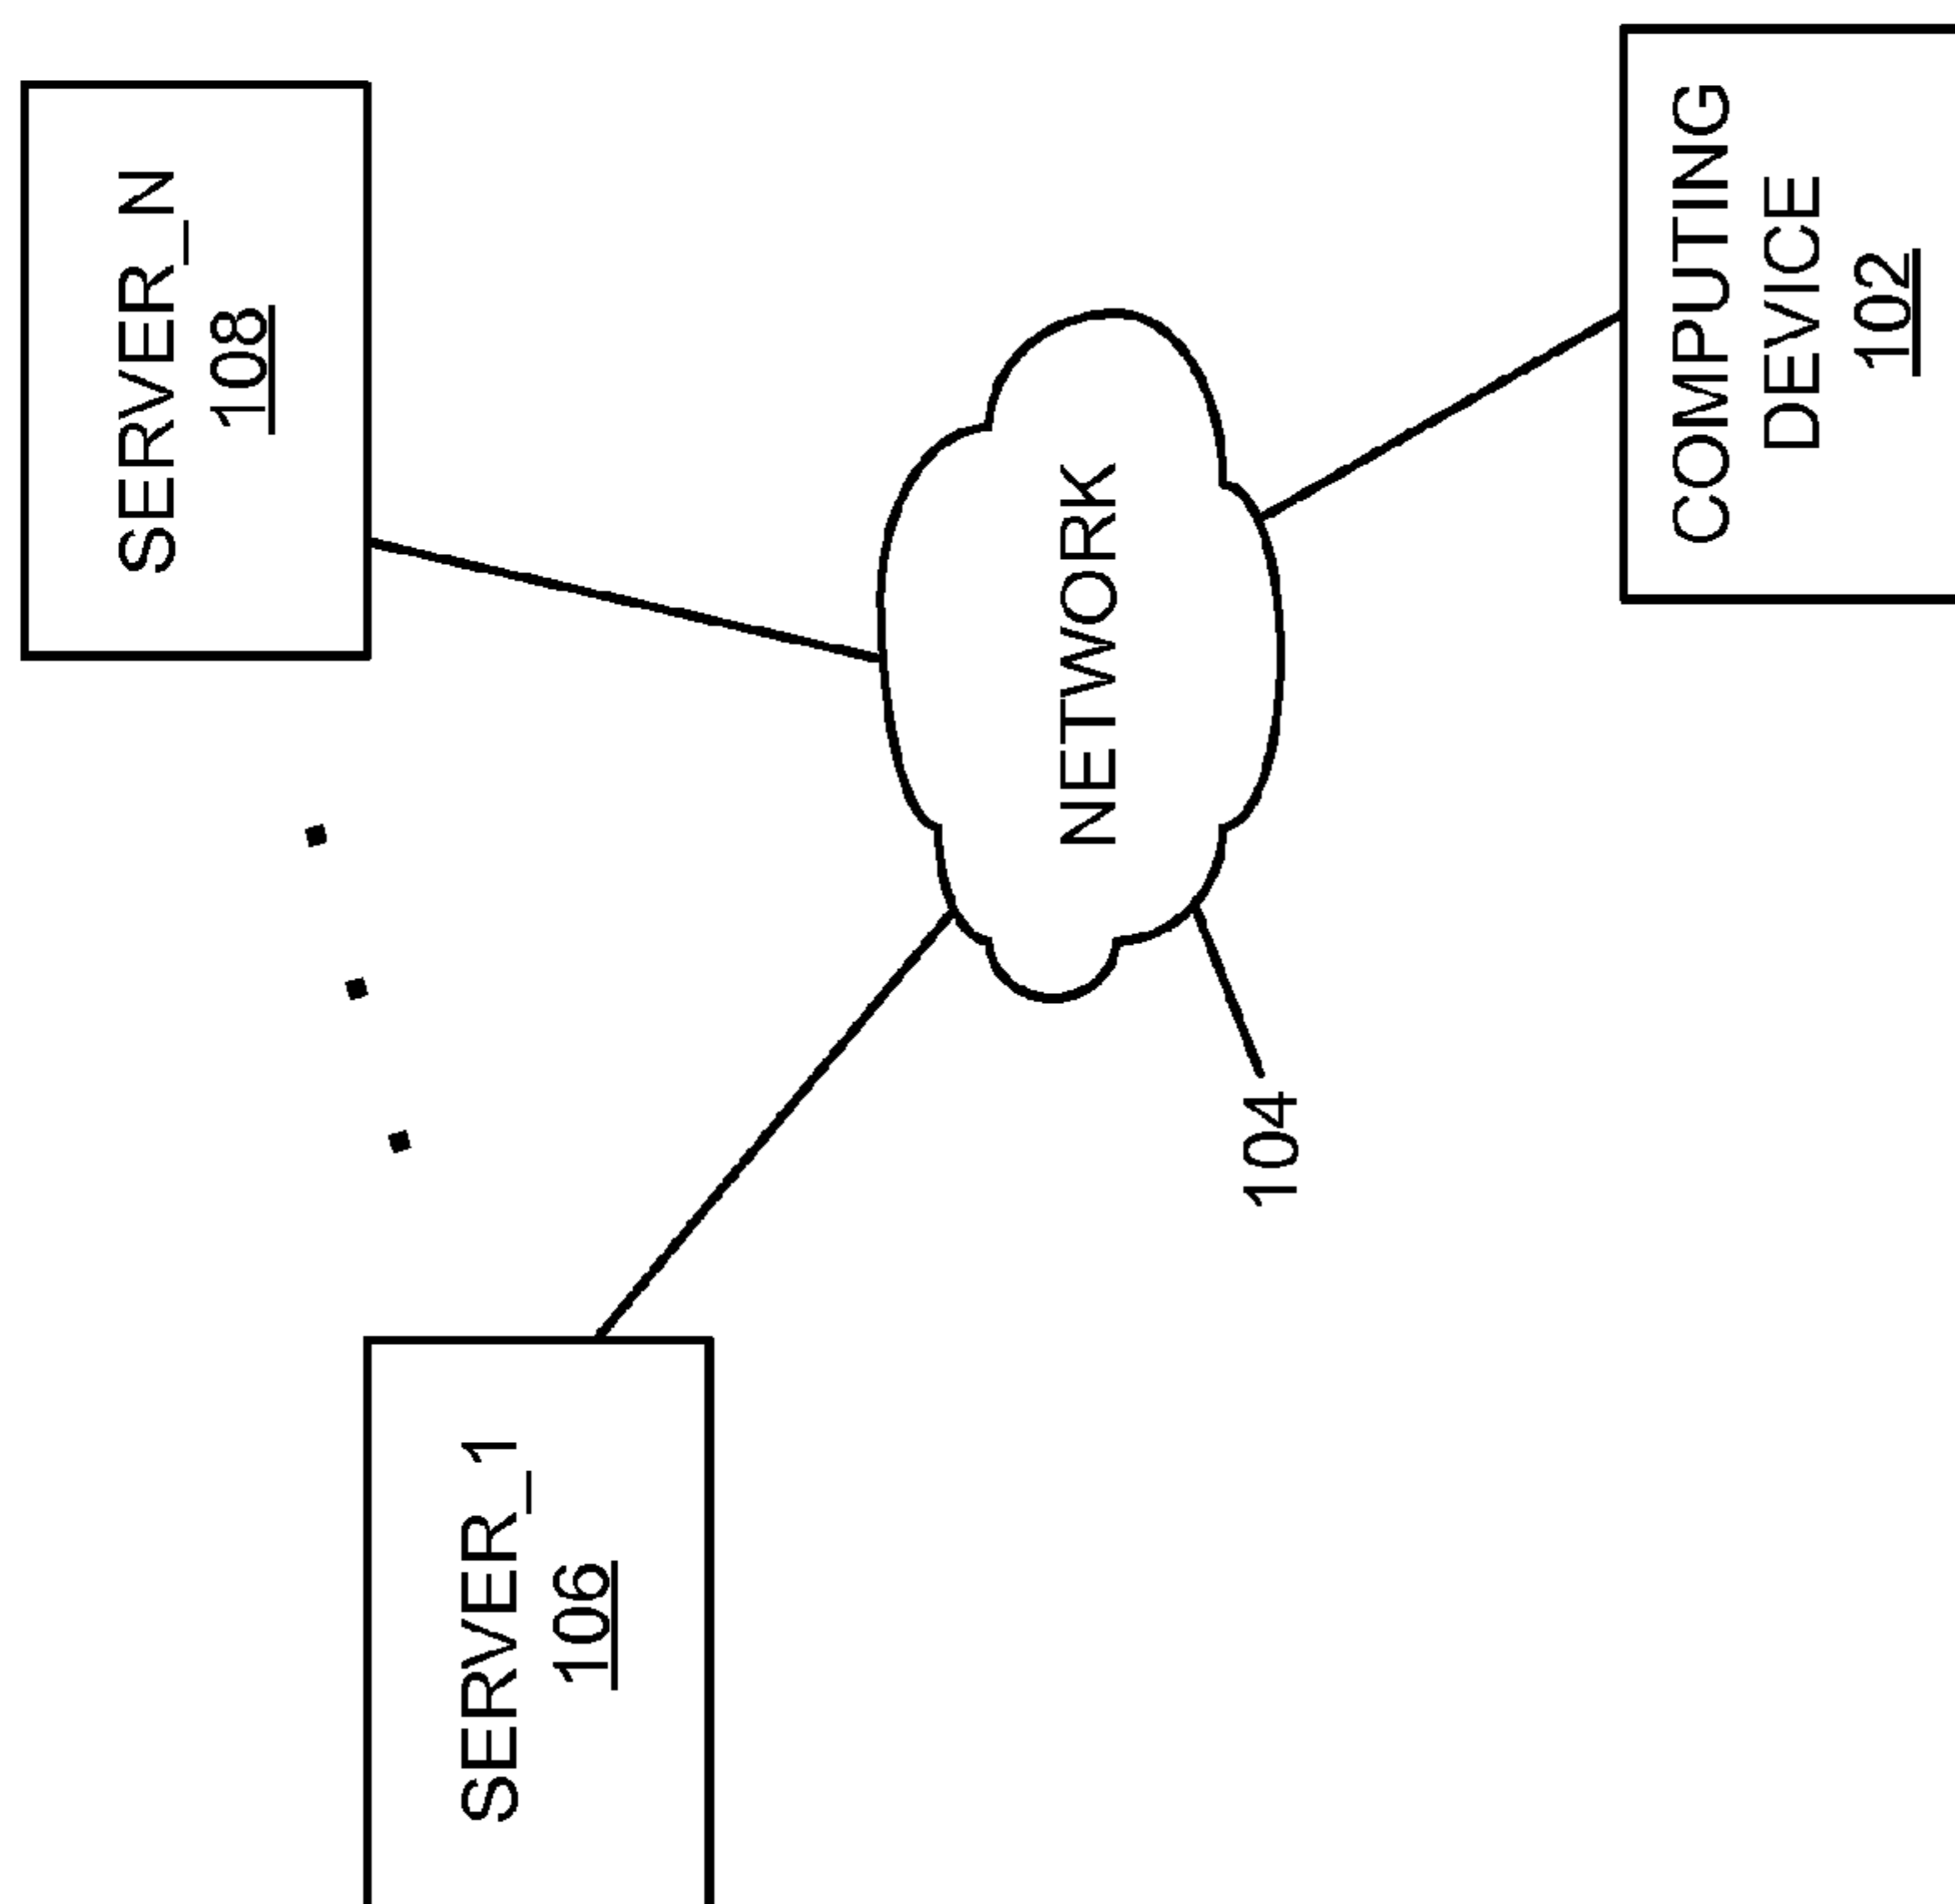 SERVER_1
106
SERVER_N
108
NETWORK
104
COMPUTING
DEVICE
102